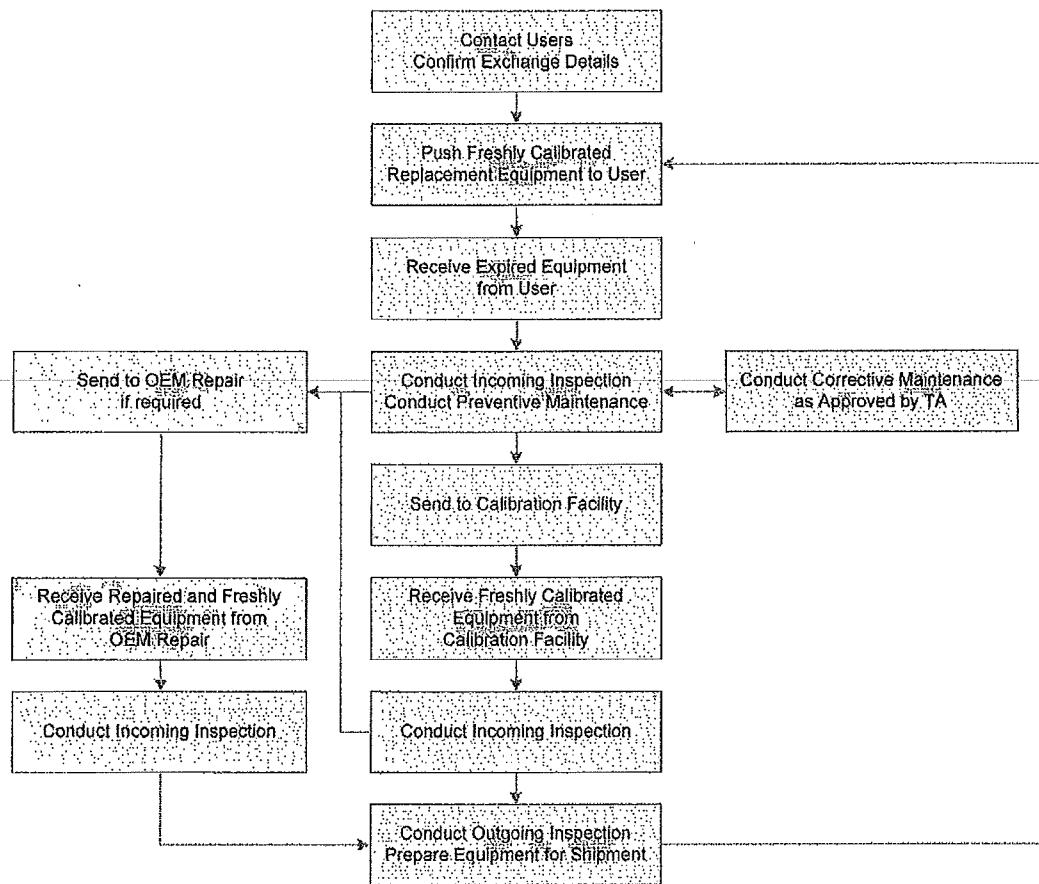 Contact Users
Confirm Exchange Details
Push Freshly Calibrated
Replacement Equipment to User
Receive Expired Equipment
from User
Send to OEM Repair
if required
Conduct Incoming Inspection
Conduct Preventive Maintenance
Conduct Corrective Maintenance
as Approved by TA
Send to Calibration Facility
Receive Repaired and Freshly
Calibrated Equipment from
OEM Repair
Receive Freshly Calibrated
Equipment from
Calibration Facility
Conduct Incoming Inspection
Conduct Incoming Inspection
Conduct Outgoing Inspection
Prepare Equipment for Shipment